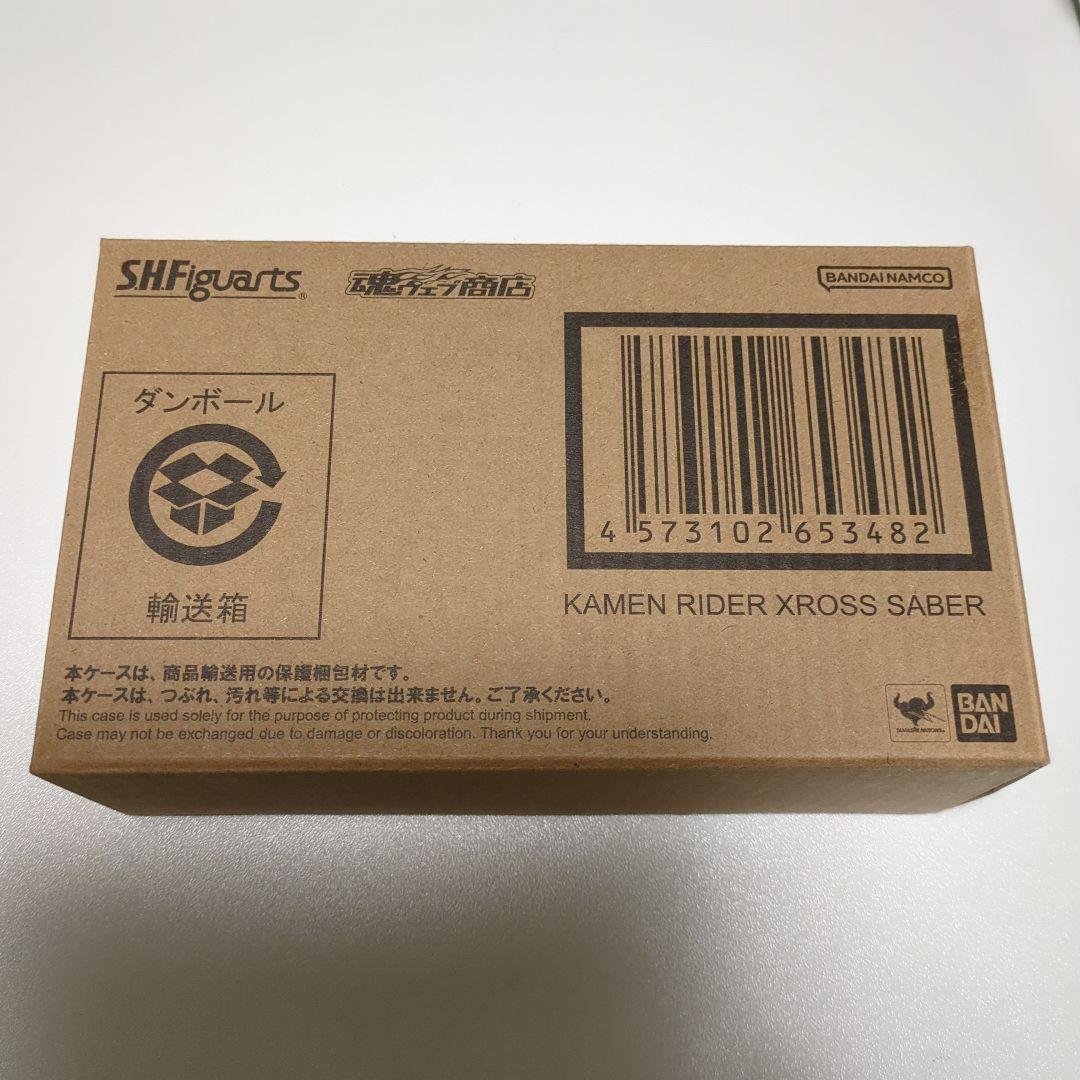 S.H.Figuarts®
魂ウェブ商店
BANDAI NAMCO
ダンボール
輸送箱
4 573102 653482
KAMEN RIDER XROSS SABER
本ケースは、商品輸送用の保護梱包材です。
本ケースは、つぶれ、汚れ等による交換は出来ません。ご了承ください。
This case is used solely for the purpose of protecting product during shipment.
Case may not be exchanged due to damage or discoloration. Thank you for your understanding.
TAMASHII NATIONS
BAN
DAI